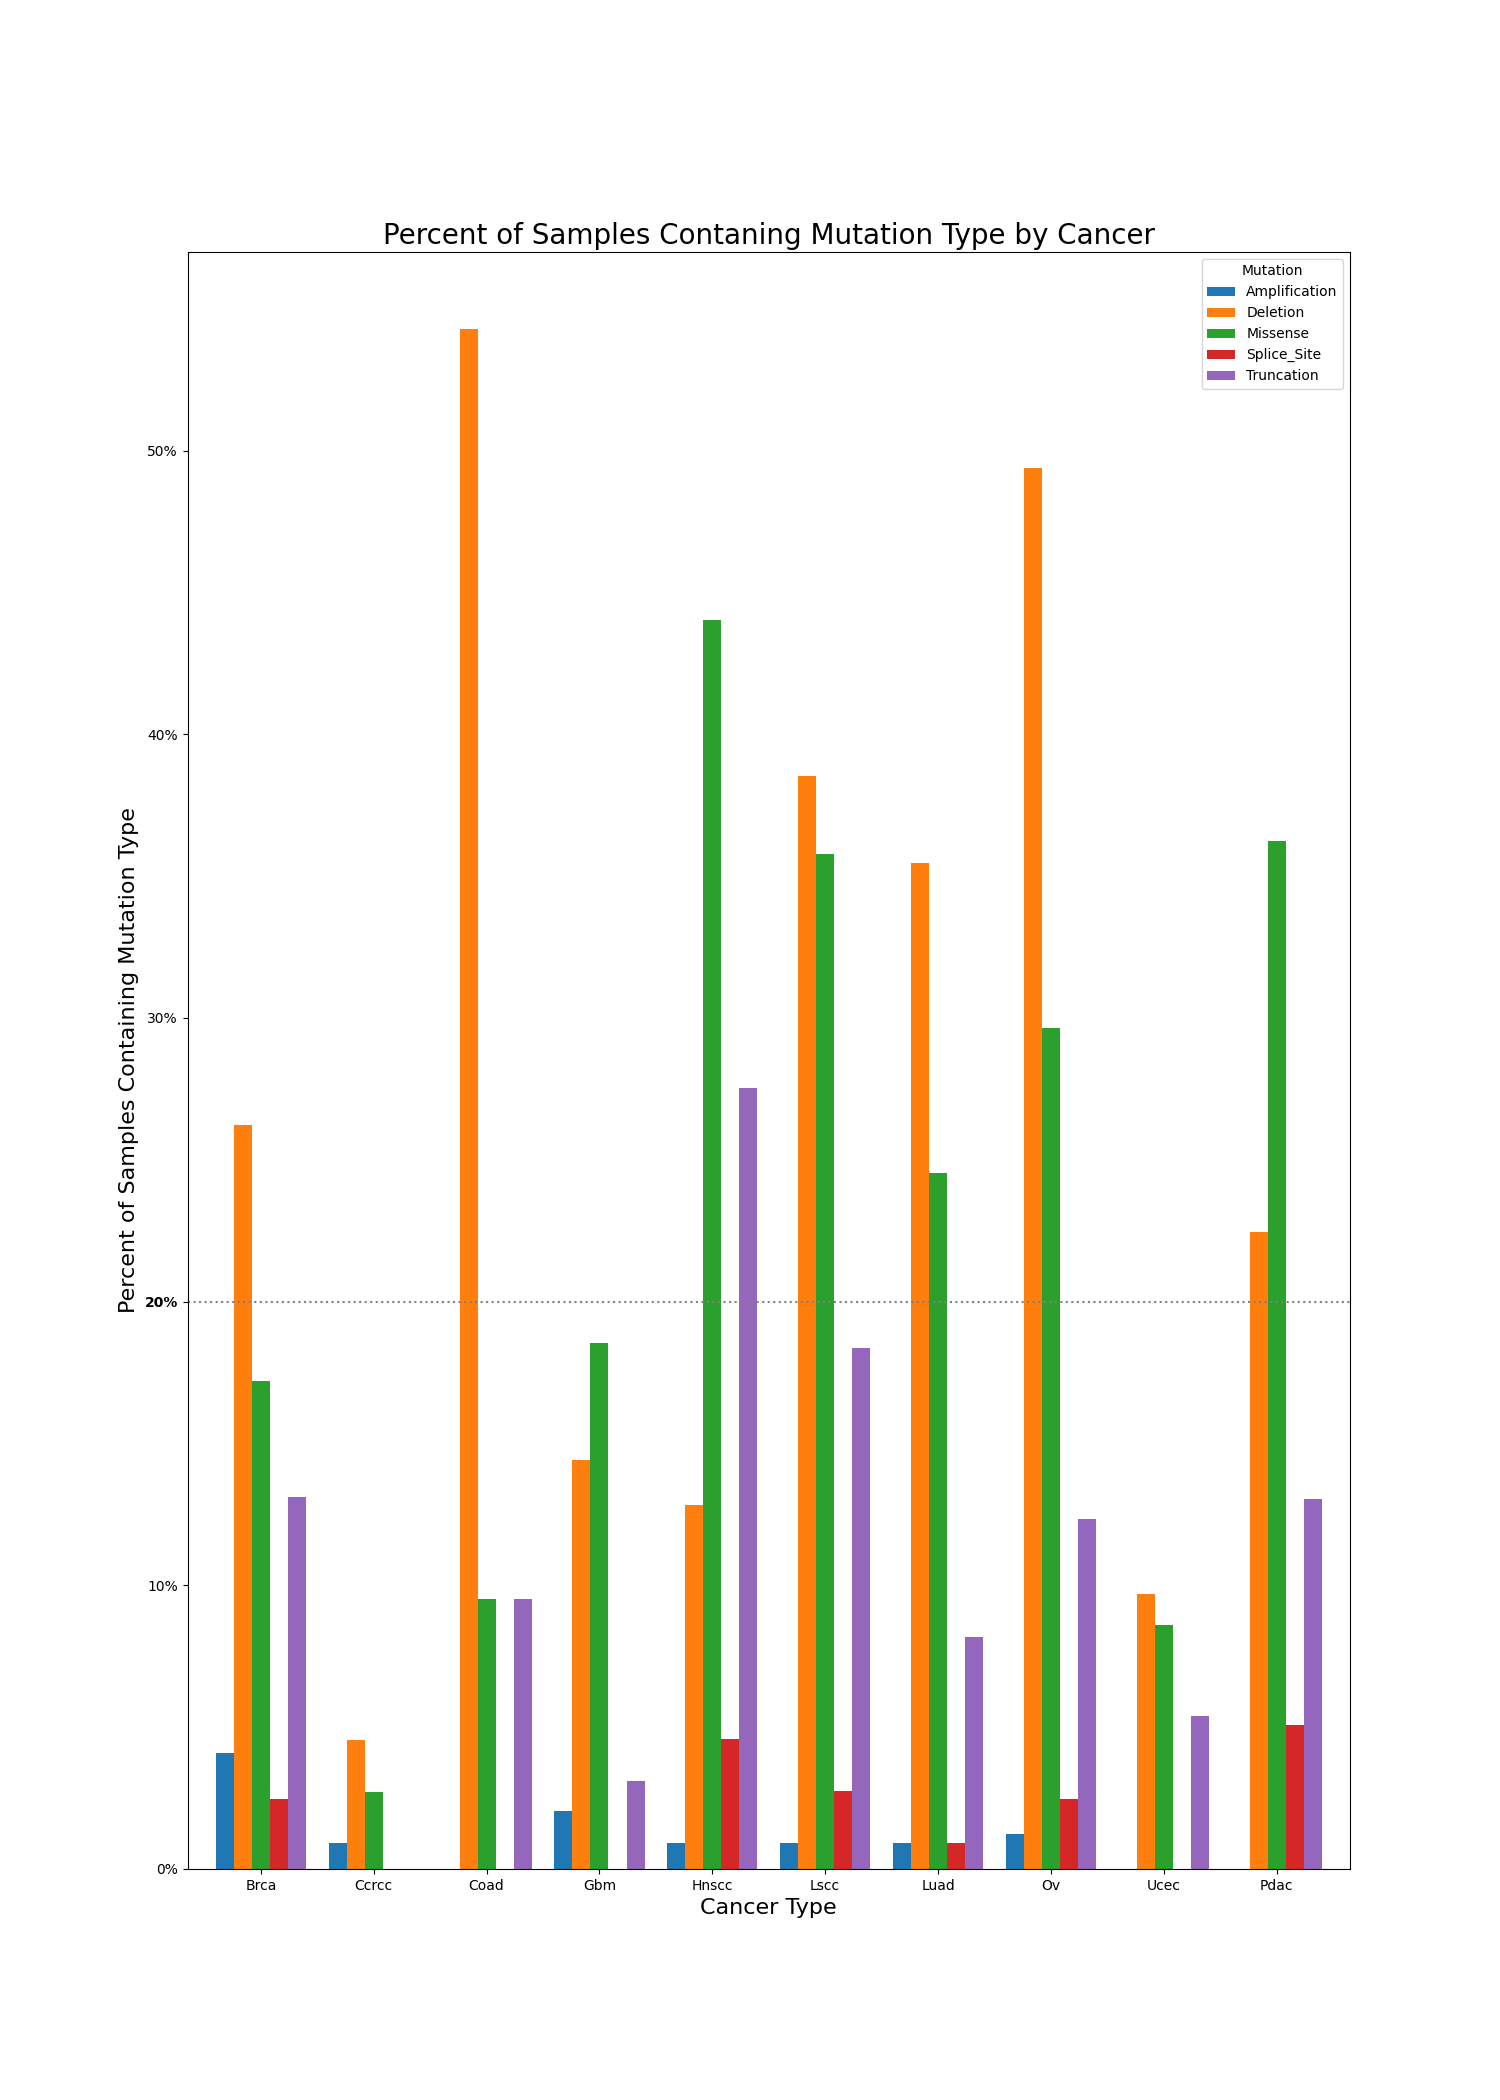 Percent of Samples Contaning Mutation Type by Cancer
Mutation
Amplification
Deletion
Missense
Splice_Site
Truncation
Percent of Samples Containing Mutation Type
50%
40%
30%
20%
10%
0%
Brca Ccrcc Coad Gbm Hnscc Lscc Luad Ov Ucec Pdac
Cancer Type